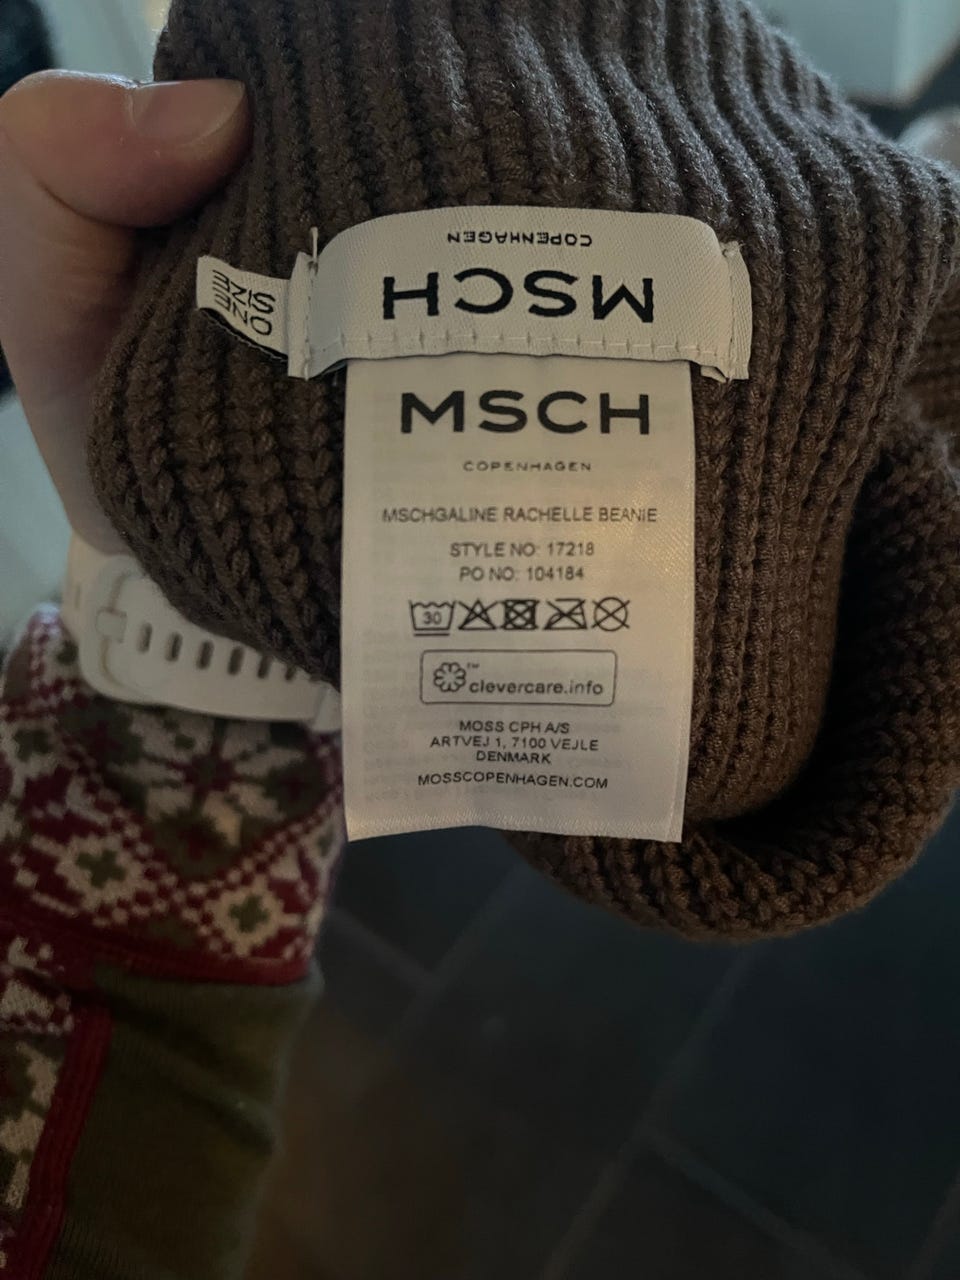 COPENHAGEN
MSCH
ONE
SIZE
MSCH
COPENHAGEN
MSCHGALINE RACHELLE BEANIE
STYLE NO: 17218
PO NO: 104184
30
™
clevercare.info
MOSS CPH A/S
ARTVEJ 1, 7100 VEJLE
DENMARK
MOSSCOPENHAGEN.COM